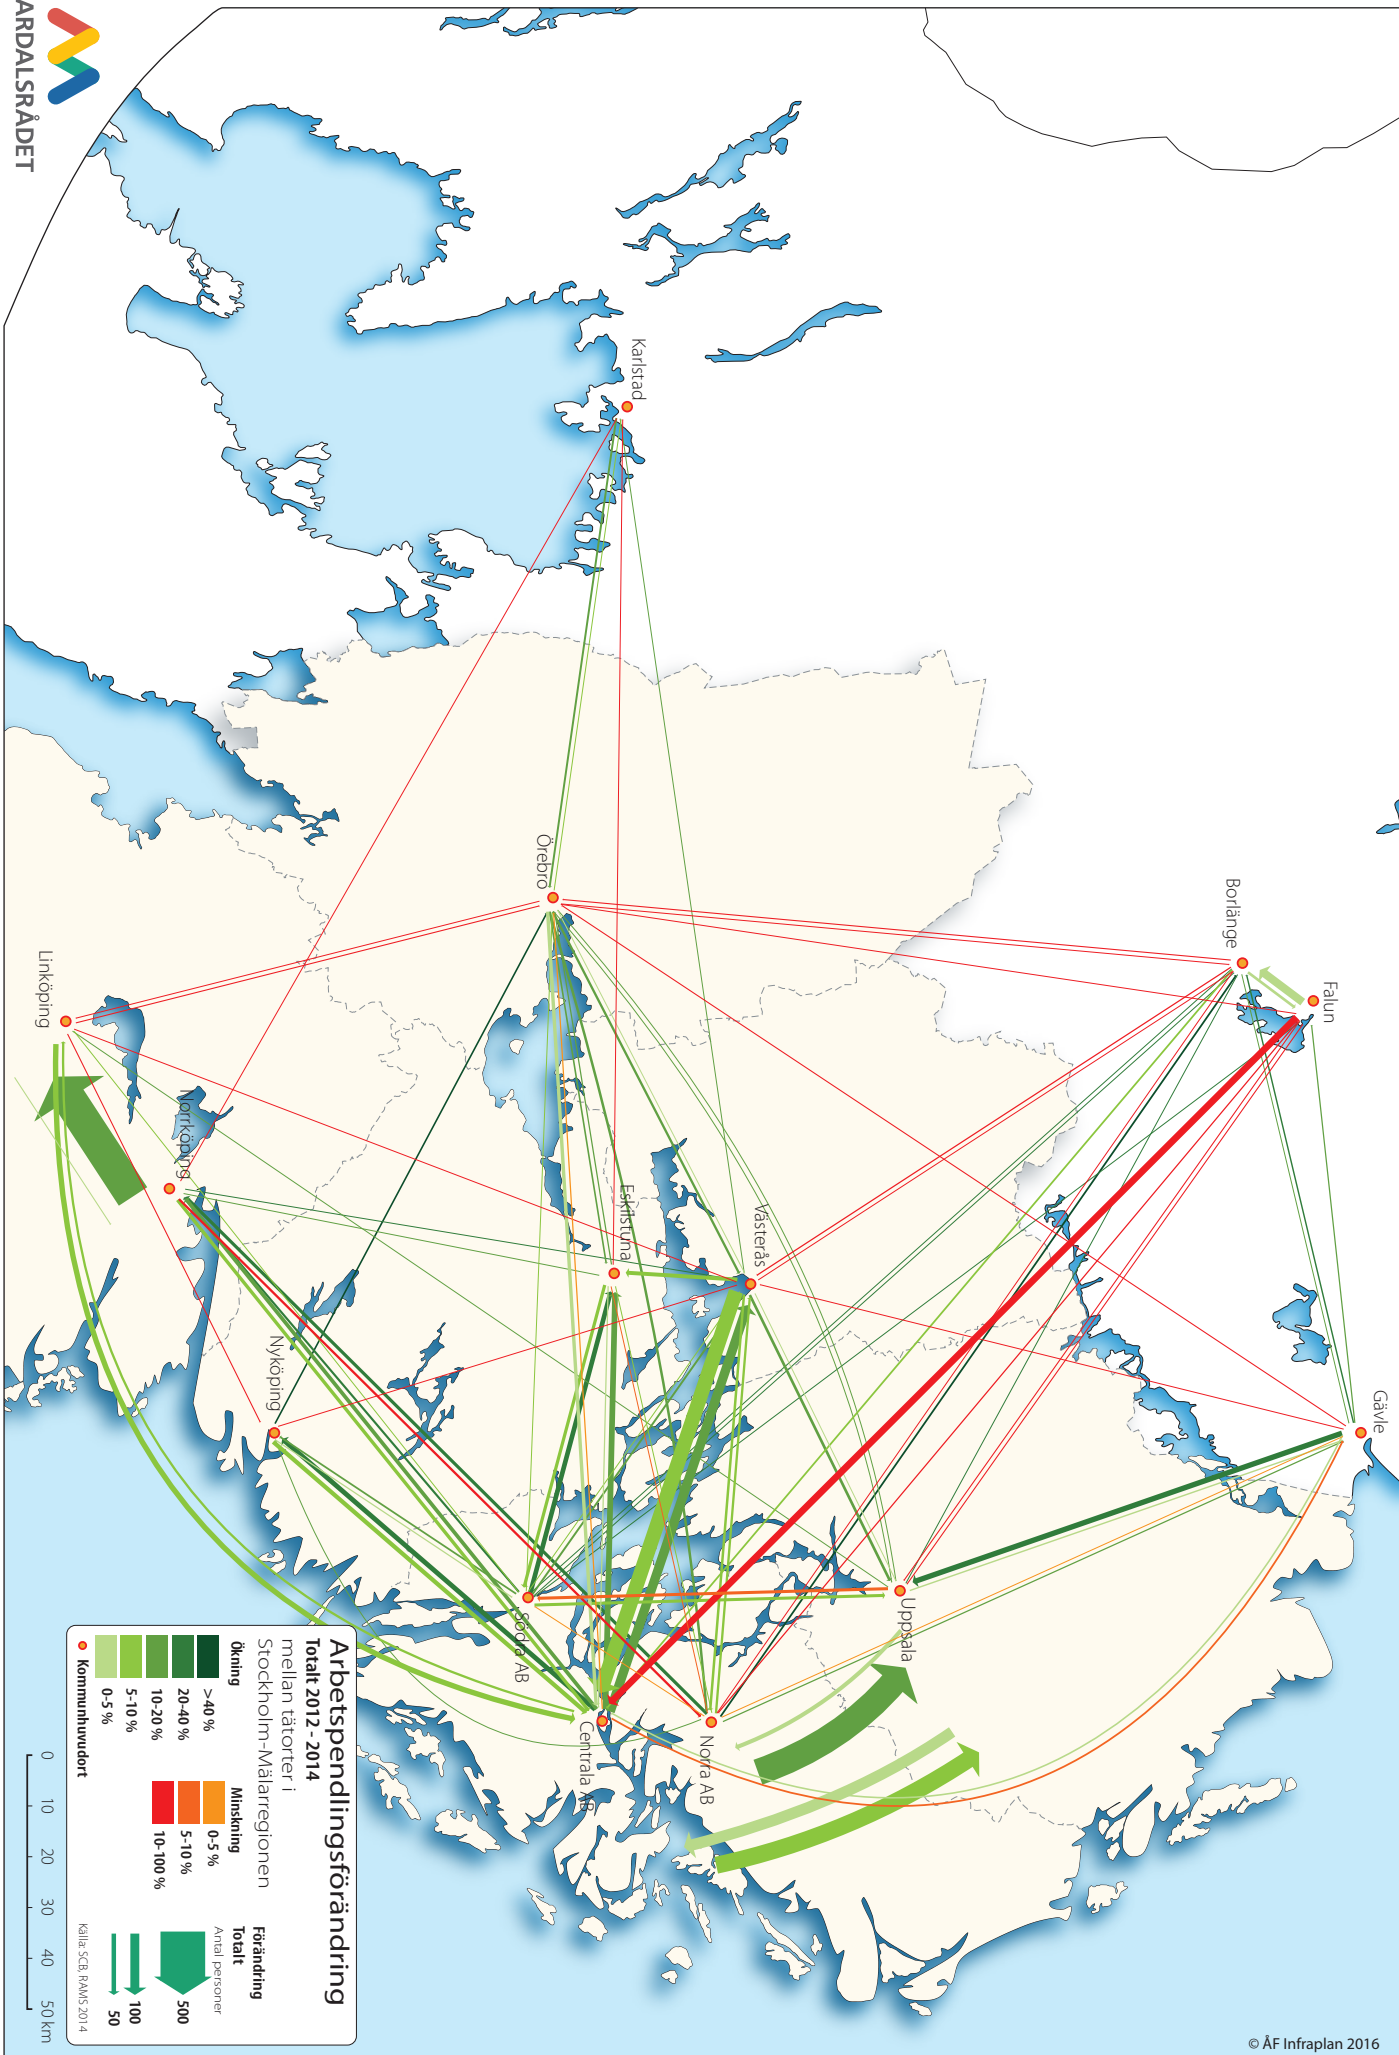 ARDALSRÅDET
Karlstad
Örebro
Borlänge
Falun
Linköping
Norrköping
Eskilstuna
Västerås
Nyköping
Gävle
Uppsala
Södra AB
Norra AB
Centrala AB
Arbetspendlingsförändring
Totalt 2012 - 2014
mellan tätorter i
Stockholm-Mälarregionen
Ökning
>40 %
20-40 %
10-20 %
5-10 %
0-5 %
Kommunhuvudort
Minskning
0-5 %
5-10 %
10-100 %
Förändring
Totalt
Antal personer
500
100
50
Källa: SCB, RAMS 2014
0 10 20 30 40 50 km
© ÅF Infraplan 2016